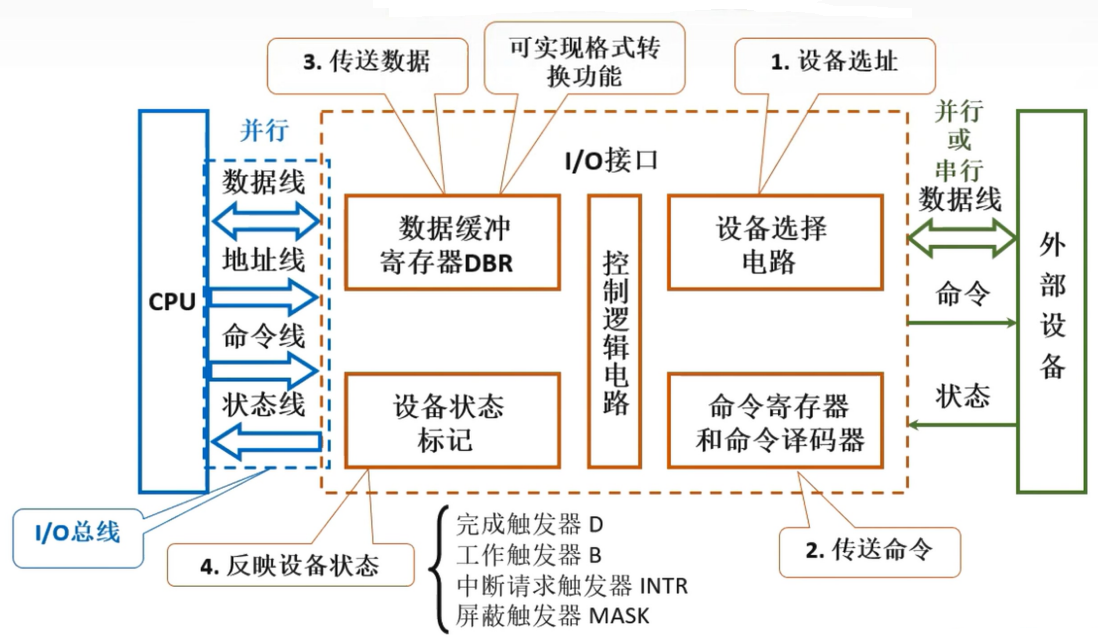 3. 传送数据
可实现格式转
换功能
1. 设备选址
并行
并行
或
串行
I/O接口
数据线
数据线
数据缓冲
寄存器DBR
设备选择
电路
控制逻辑电路
地址线
CPU
命令线
状态线
外部设备
命令
状态
设备状态
标记
命令寄存器
和命令译码器
I/O总线
4. 反映设备状态
完成触发器 D
工作触发器 B
中断请求触发器 INTR
屏蔽触发器 MASK
2. 传送命令